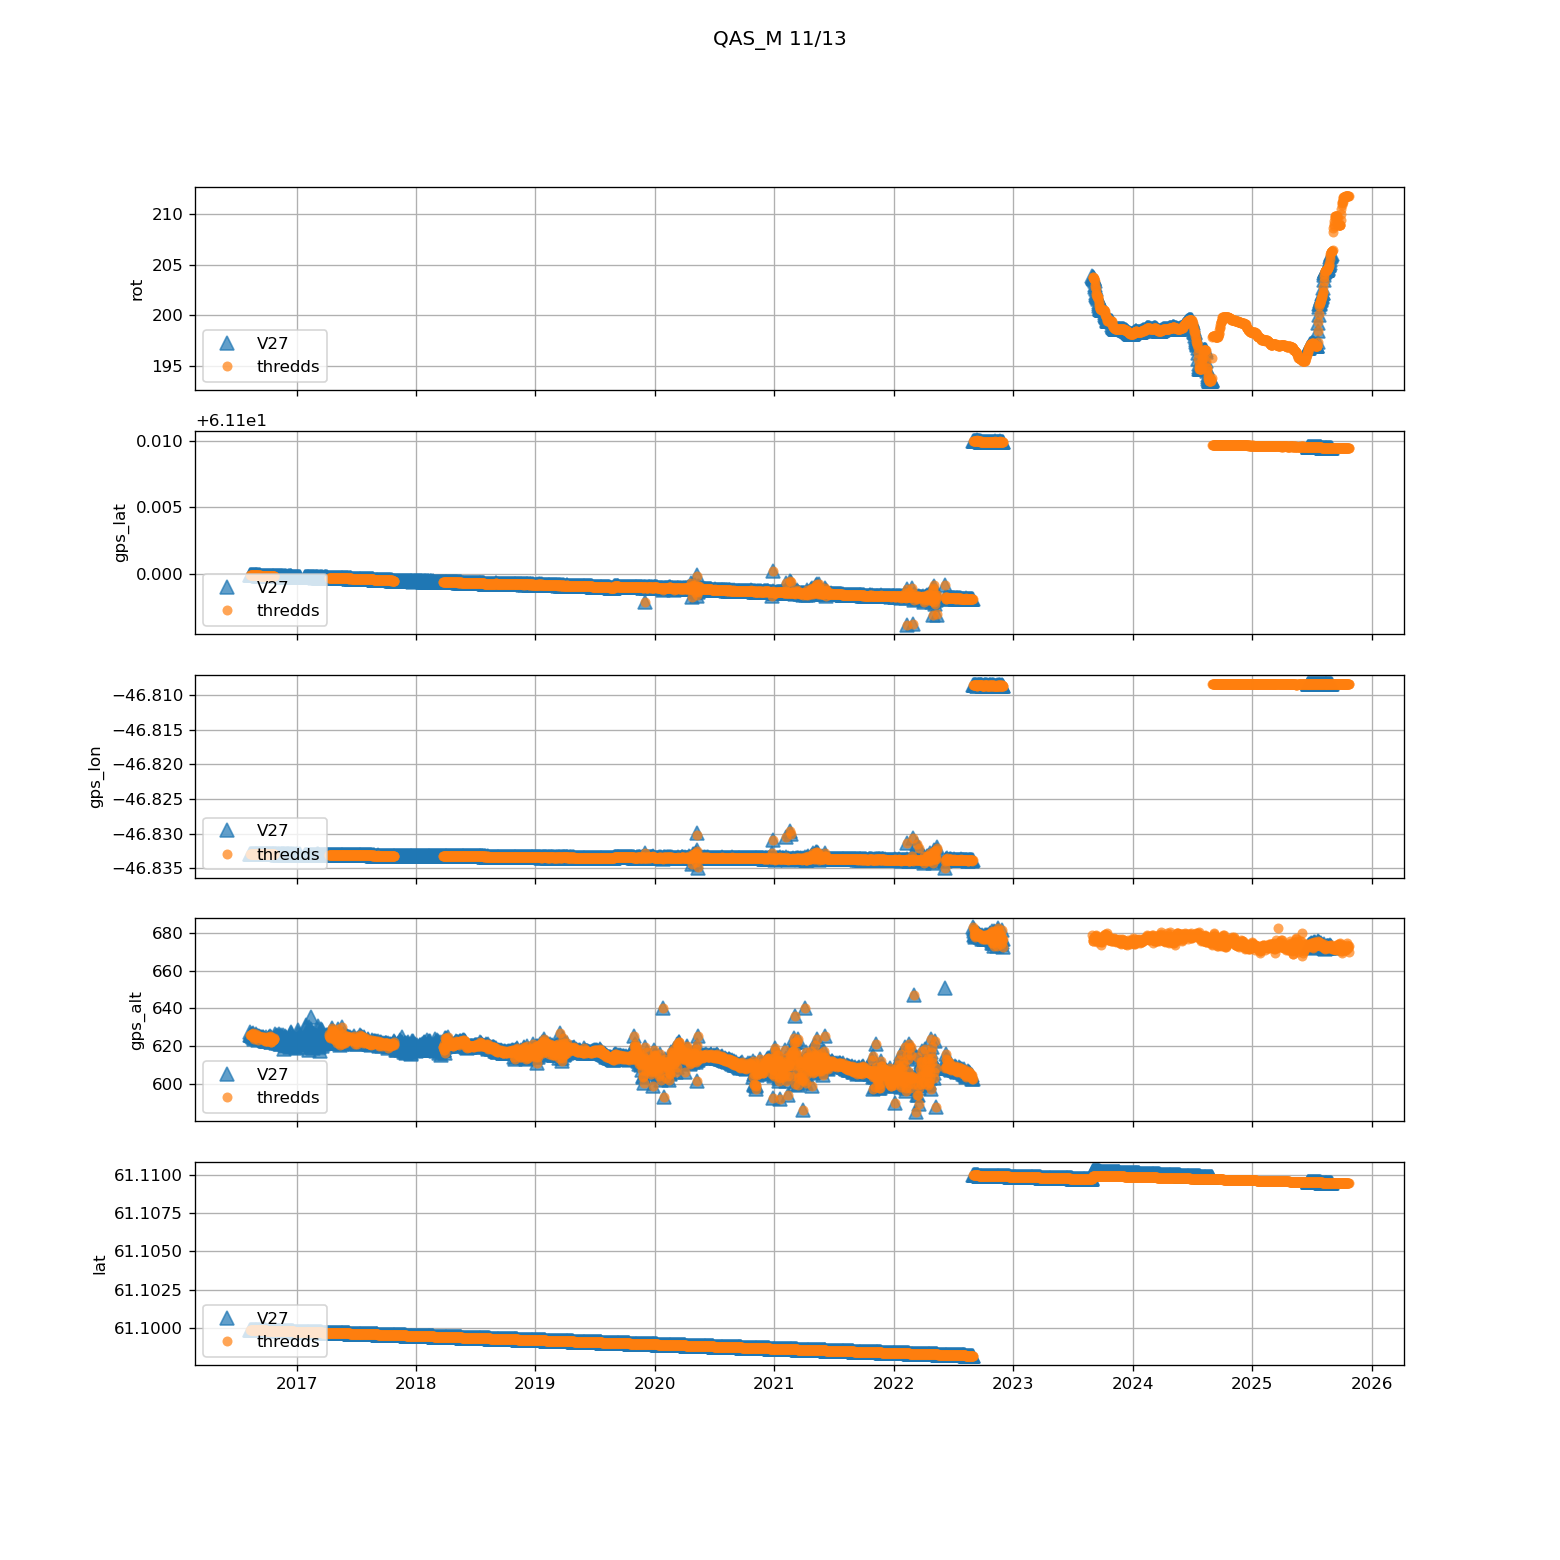 QAS_M 11/13
210
205
200
195
rot
V27
thredds
+6.11e1
0.010
0.005
0.000
gps_lat
V27
thredds
−46.810
−46.815
−46.820
−46.825
−46.830
−46.835
gps_lon
V27
thredds
680
660
640
620
600
gps_alt
V27
thredds
61.1100
61.1075
61.1050
61.1025
61.1000
lat
V27
thredds
2017 2018 2019 2020 2021 2022 2023 2024 2025 2026